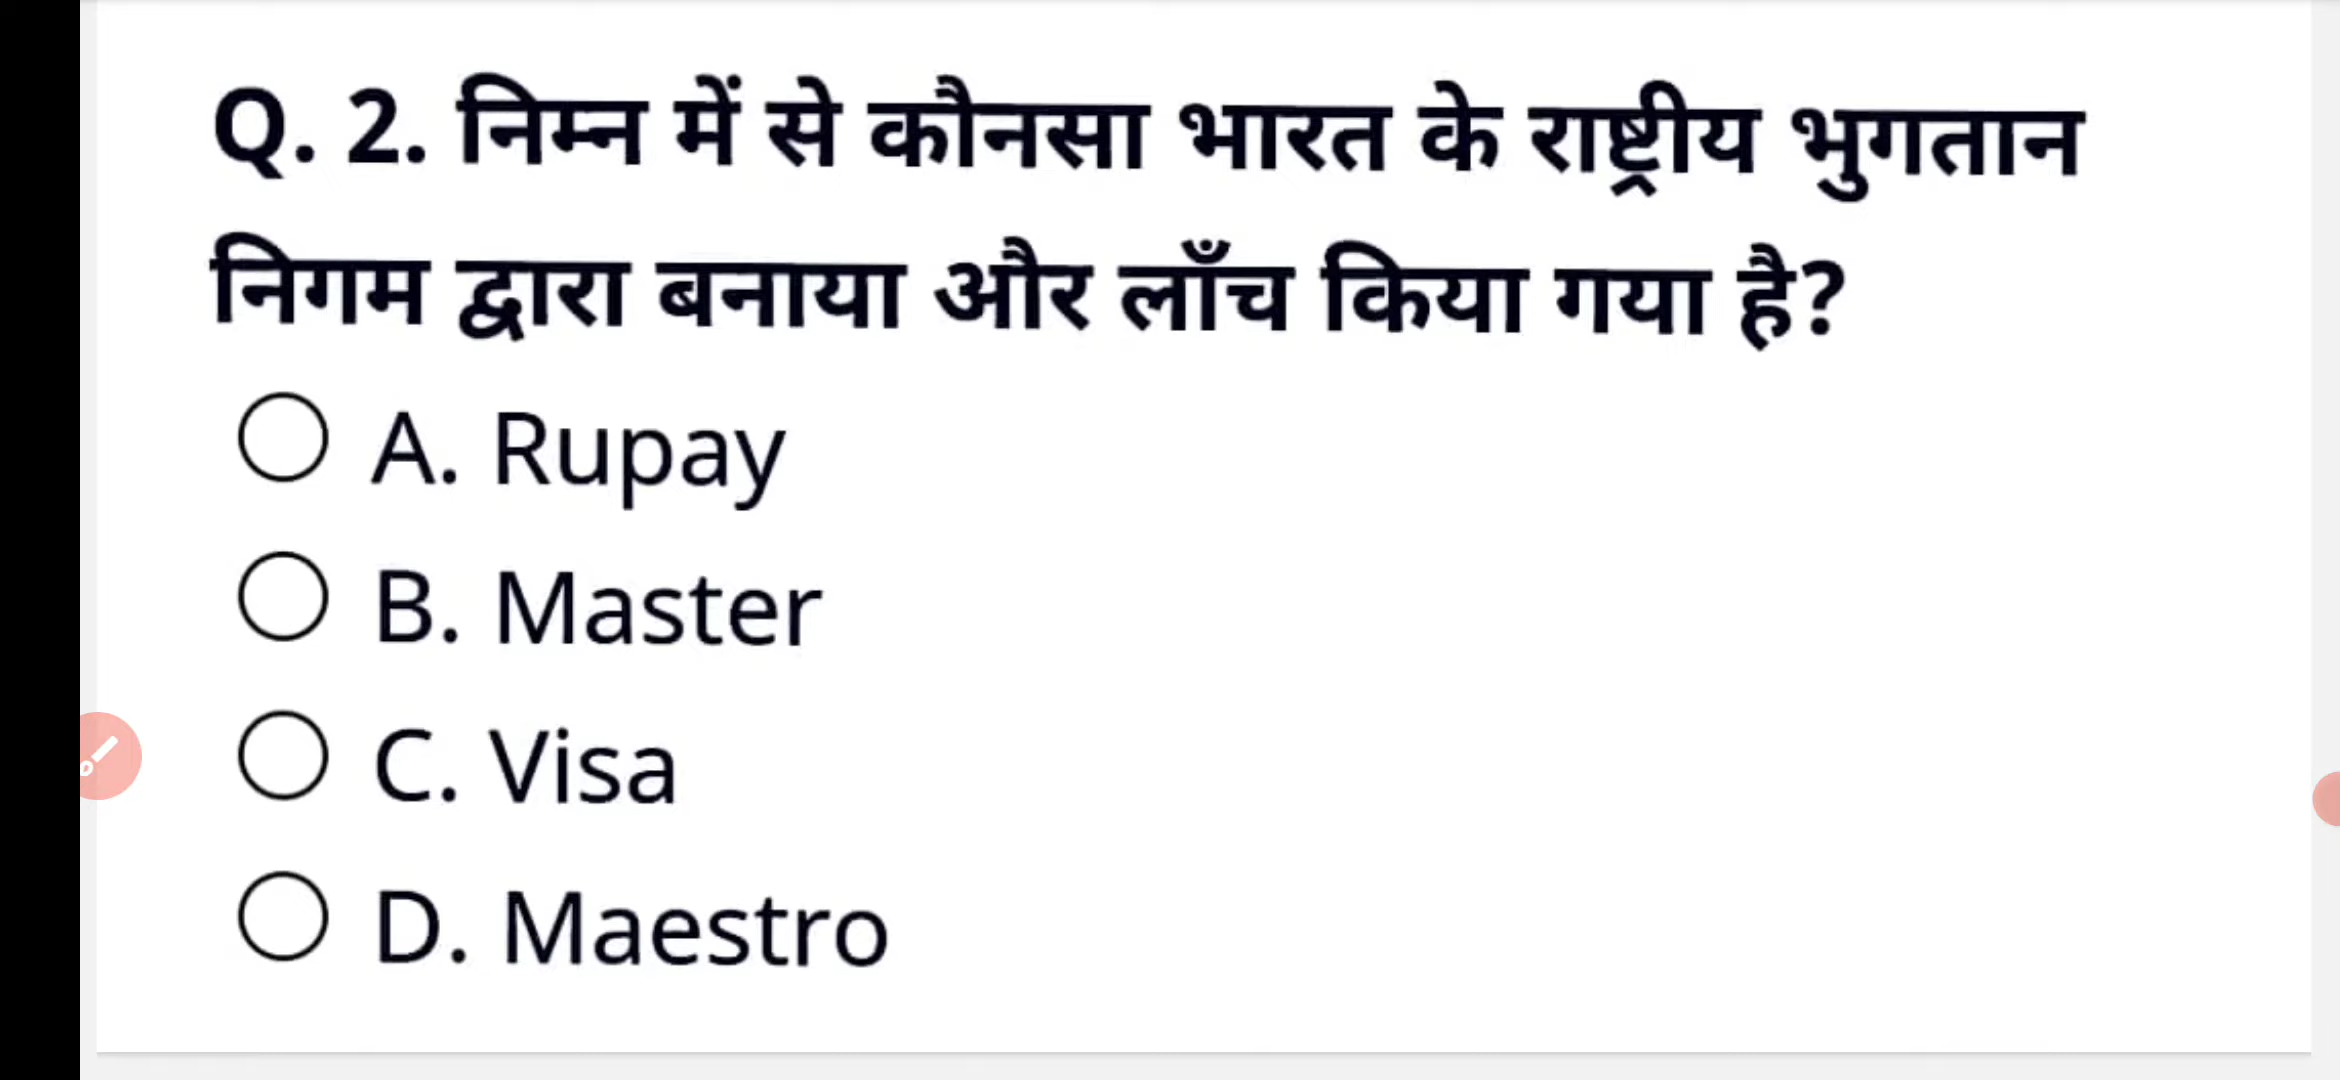 Q. 2. निम्न में से कौनसा भारत के राष्ट्रीय भुगतान
निगम द्वारा बनाया और लाँच किया गया है?
A. Rupay
B. Master
C. Visa
D. Maestro